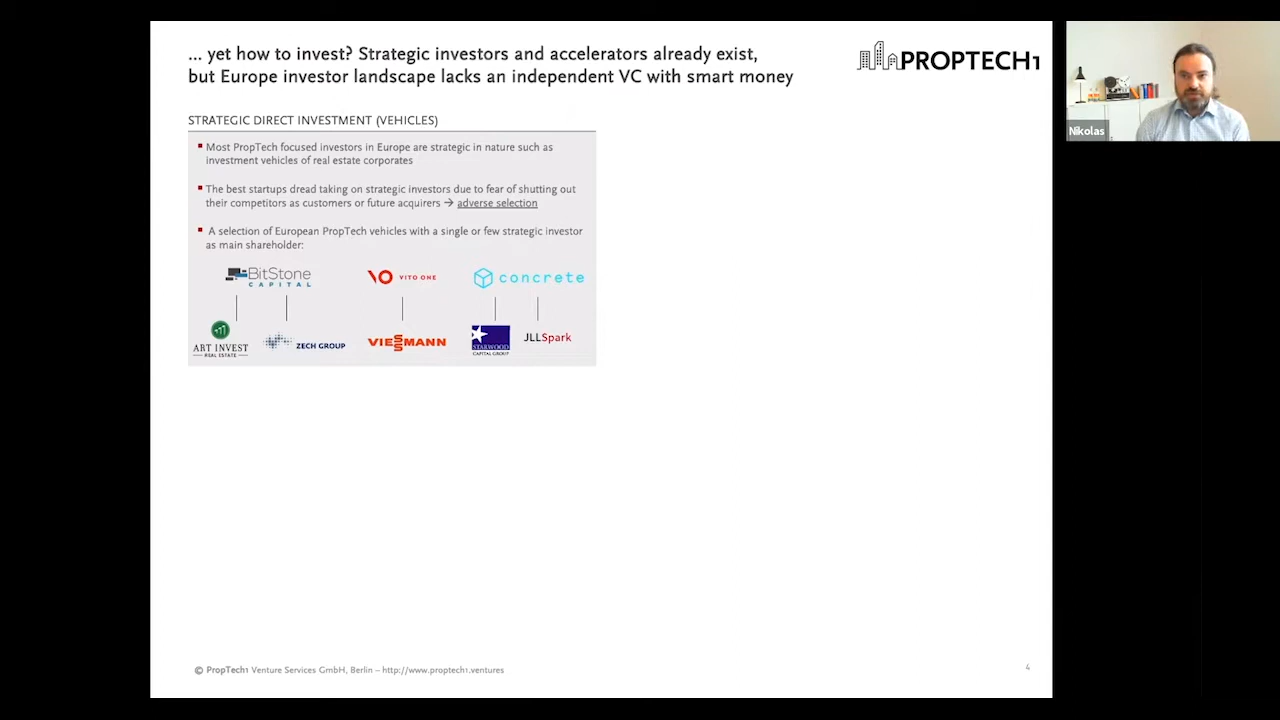 ... yet how to invest? Strategic investors and accelerators already exist,
but Europe investor landscape lacks an independent VC with smart money
PROPTECH1
Nikolas
STRATEGIC DIRECT INVESTMENT (VEHICLES)
Most PropTech focused investors in Europe are strategic in nature such as
investment vehicles of real estate corporates
The best startups dread taking on strategic investors due to fear of shutting out
their competitors as customers or future acquirers → adverse selection
A selection of European PropTech vehicles with a single or few strategic investor
as main shareholder:
BitStone
CAPITAL
VO VITO ONE
concrete
ART INVEST
REAL ESTATE
ZECH GROUP
VIESSMANN
STARWOOD
CAPITAL GROUP
JLLSpark
© PropTech1 Venture Services GmbH, Berlin – http://www.proptech1.ventures
4